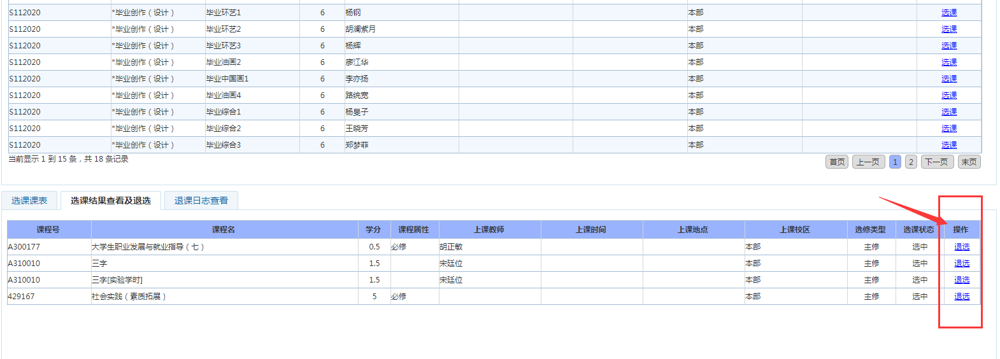 S112020 *毕业创作（设计） 毕业环艺1 6 杨钢 本部 选课
S112020 *毕业创作（设计） 毕业环艺2 6 胡澜紫月 本部 选课
S112020 *毕业创作（设计） 毕业环艺3 6 杨辉 本部 选课
S112020 *毕业创作（设计） 毕业油画2 6 廖江华 本部 选课
S112020 *毕业创作（设计） 毕业中国画1 6 李亦扬 本部 选课
S112020 *毕业创作（设计） 毕业油画4 6 路统宽 本部 选课
S112020 *毕业创作（设计） 毕业综合1 6 杨旻子 本部 选课
S112020 *毕业创作（设计） 毕业综合2 6 王晓芳 本部 选课
S112020 *毕业创作（设计） 毕业综合3 6 郑梦菲 本部 选课
当前显示 1 到 15 条，共 18 条记录 首页 上一页 1 2 下一页 末页
选课课表 选课结果查看及退选 退课日志查看
课程号 课程名 学分 课程属性 上课教师 上课时间 上课地点 上课校区 选修类型 选课状态 操作
A300177 大学生职业发展与就业指导（七） 0.5 必修 胡正敏 本部 主修 选中 退选
A310010 三字 1.5 宋廷位 本部 主修 选中 退选
A310010 三字[实验学时] 1.5 宋廷位 本部 主修 选中 退选
429167 社会实践（素质拓展） 5 必修 本部 主修 选中 退选